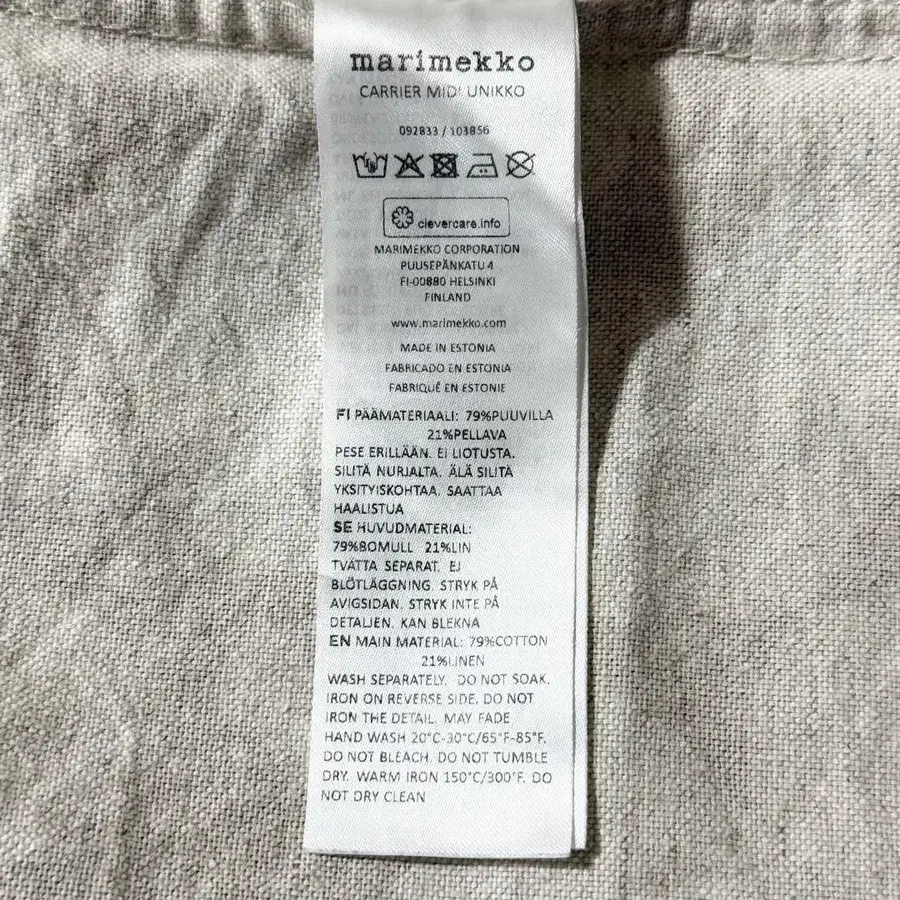 marimekko
CARRIER MIDI UNIKKO
092833 / 103856
clevercare.info
MARIMEKKO CORPORATION
PUUSEPÄNKATU 4
FI-00880 HELSINKI
FINLAND
www.marimekko.com
MADE IN ESTONIA
FABRICADO EN ESTONIA
FABRIQUÉ EN ESTONIE
FI PÄÄMATERIAALI: 79%PUUVILLA
21%PELLAVA
PESE ERILLÄÄN. EI LIOTUSTA.
SILITÄ NURJALTA. ÄLÄ SILITÄ
YKSITYISKOHTAA. SAATTAA
HAALISTUA
SE HUVUDMATERIAL:
79%BOMULL 21%LIN
TVÄTTA SEPARAT. EJ
BLÖTLÄGGNING. STRYK PÅ
AVIGSIDAN. STRYK INTE PÅ
DETALJEN. KAN BLEKNA
EN MAIN MATERIAL: 79%COTTON
21%LINEN
WASH SEPARATELY. DO NOT SOAK.
IRON ON REVERSE SIDE. DO NOT
IRON THE DETAIL. MAY FADE
HAND WASH 20°C-30°C/65°F-85°F.
DO NOT BLEACH. DO NOT TUMBLE
DRY. WARM IRON 150°C/300°F. DO
NOT DRY CLEAN